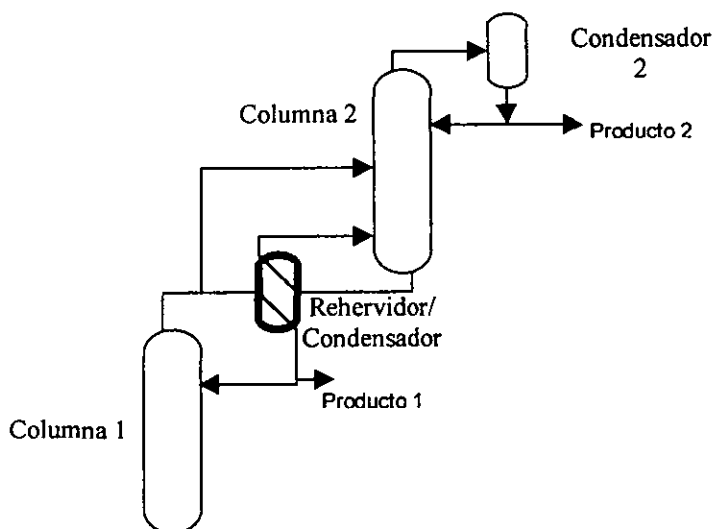 Condensador
2
Columna 2
Producto 2
Rehervidor/
Condensador
Producto 1
Columna 1